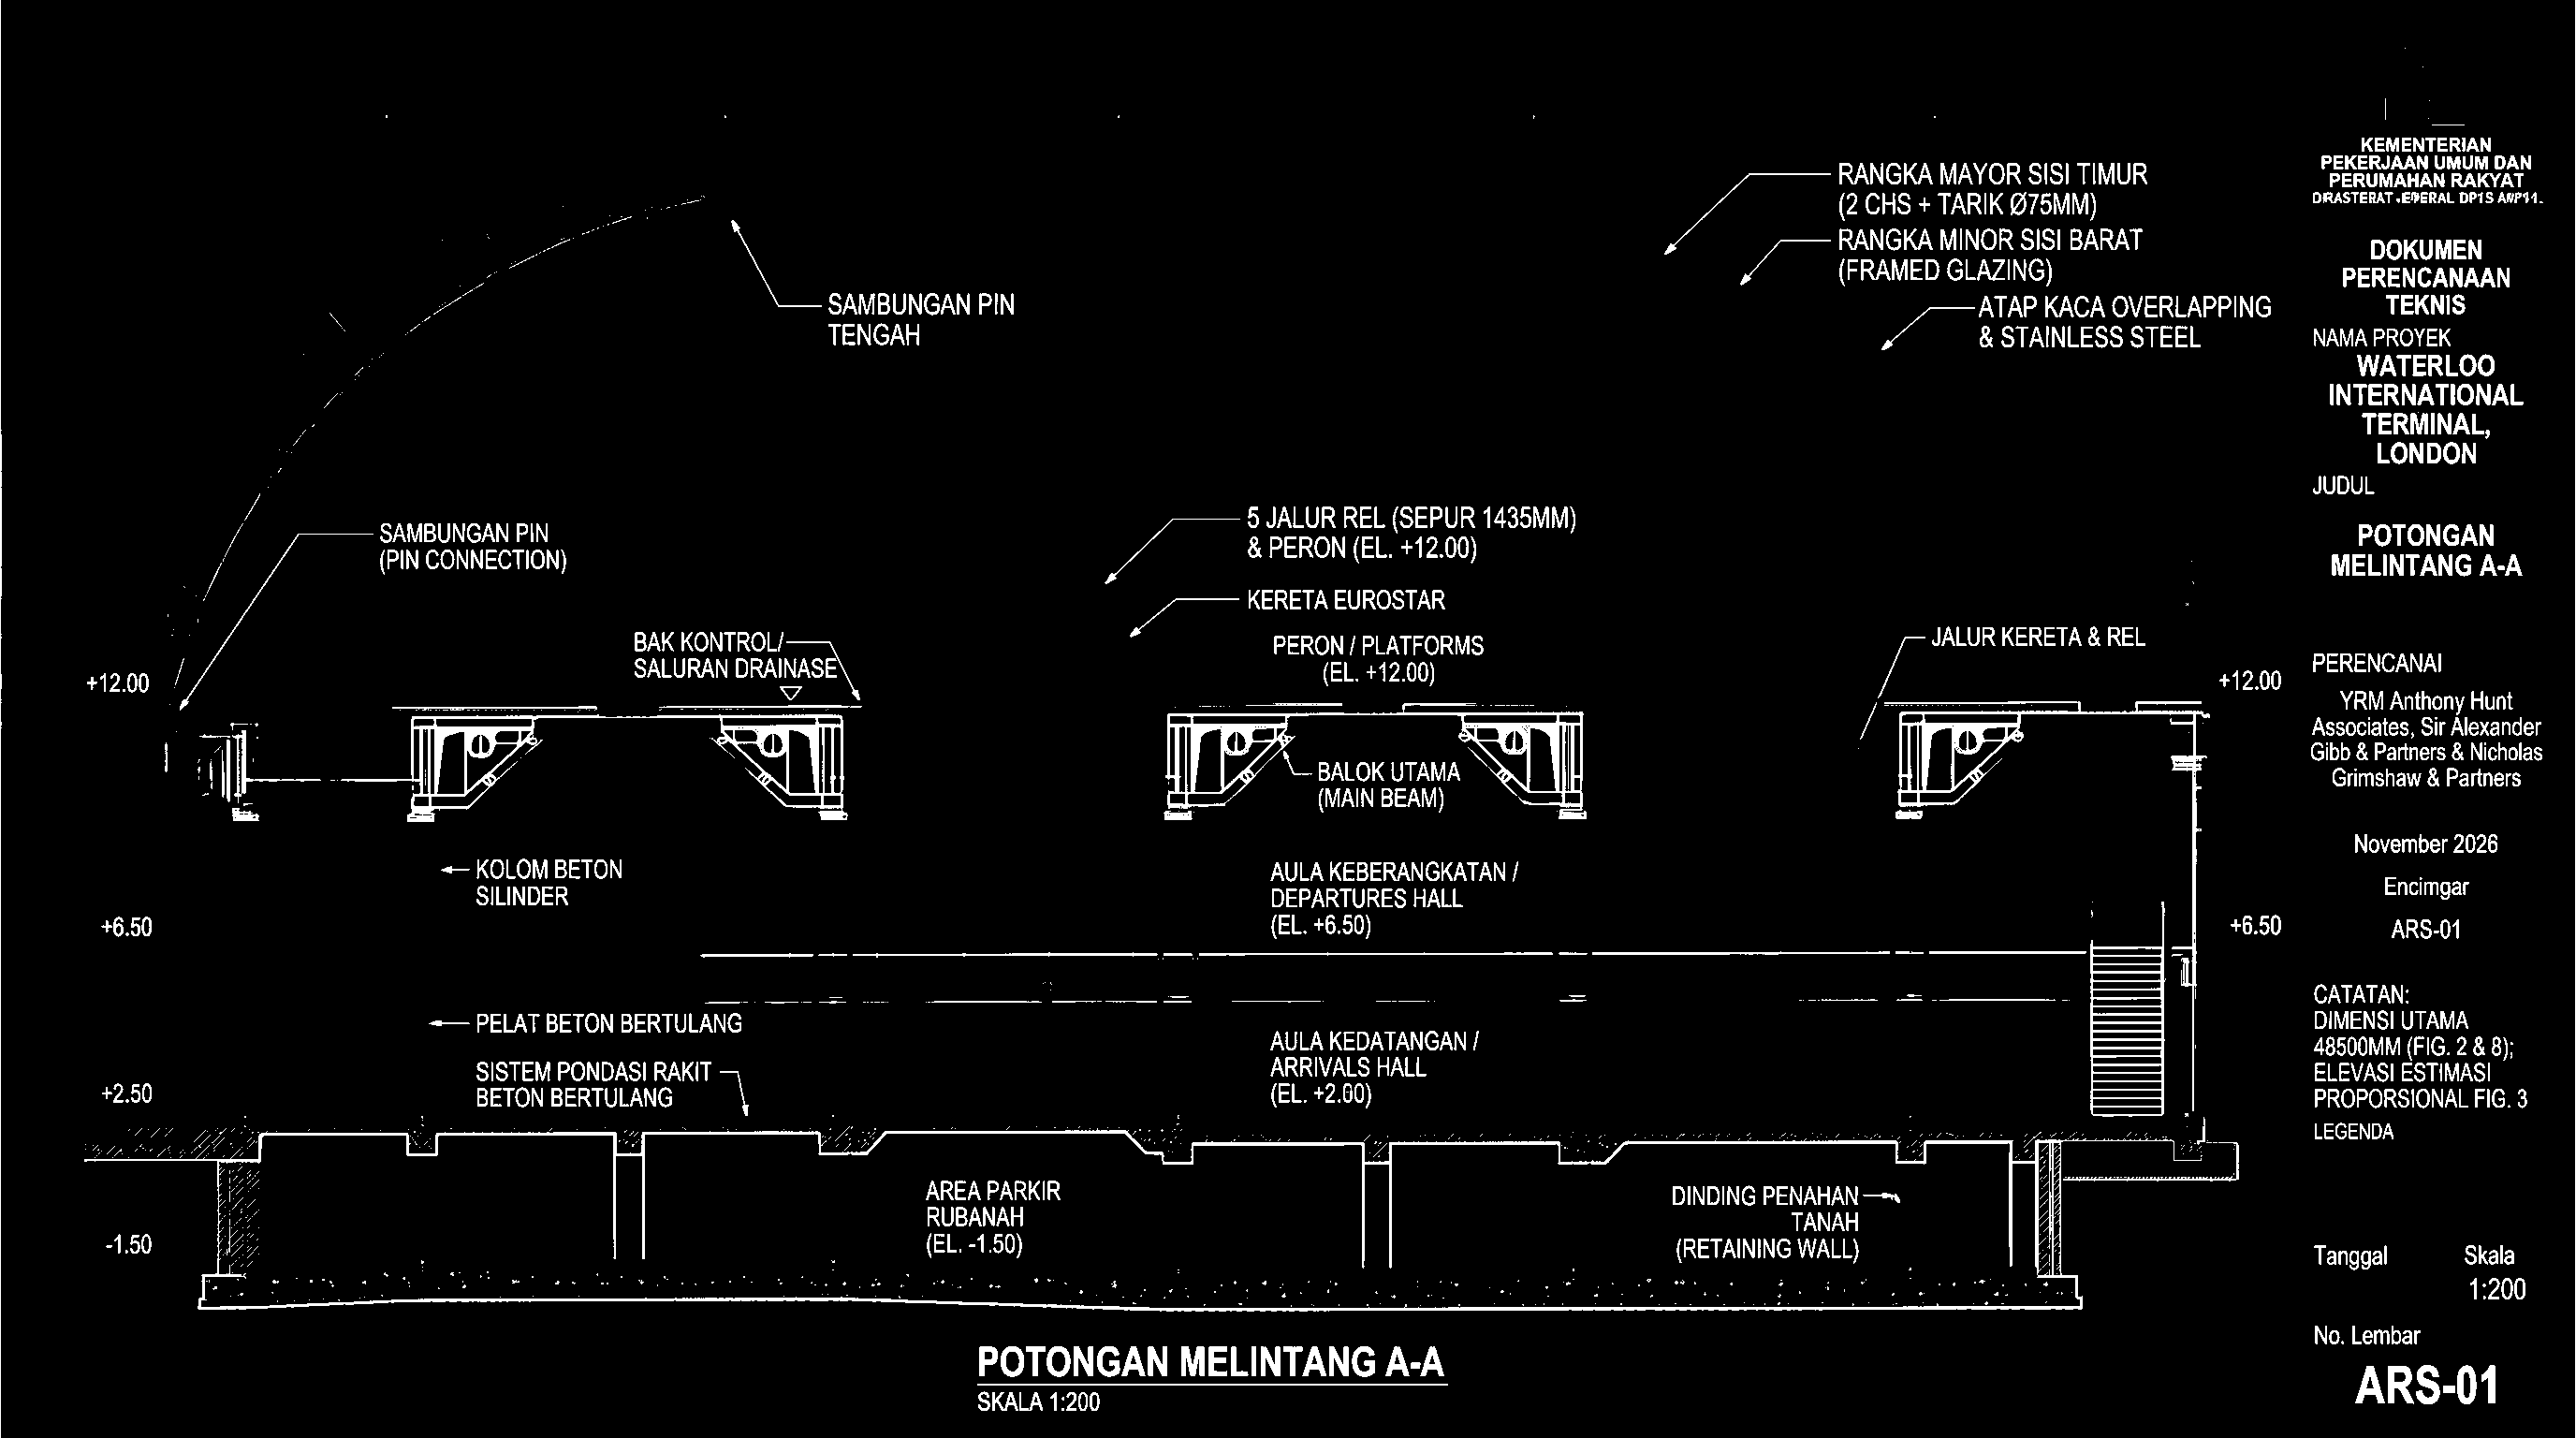 RANGKA MAYOR SISI TIMUR
(2 CHS + TARIK Ø75MM)
RANGKA MINOR SISI BARAT
(FRAMED GLAZING)
ATAP KACA OVERLAPPING
& STAINLESS STEEL
SAMBUNGAN PIN
TENGAH
SAMBUNGAN PIN
(PIN CONNECTION)
5 JALUR REL (SEPUR 1435MM)
& PERON (EL. +12.00)
KERETA EUROSTAR
BAK KONTROL/
SALURAN DRAINASE
PERON / PLATFORMS
(EL. +12.00)
JALUR KERETA & REL
+12.00
+12.00
BALOK UTAMA
(MAIN BEAM)
KOLOM BETON
SILINDER
AULA KEBERANGKATAN /
DEPARTURES HALL
(EL. +6.50)
+6.50
+6.50
PELAT BETON BERTULANG
AULA KEDATANGAN /
ARRIVALS HALL
(EL. +2.00)
SISTEM PONDASI RAKIT
BETON BERTULANG
+2.50
AREA PARKIR
RUBANAH
(EL. -1.50)
DINDING PENAHAN
TANAH
(RETAINING WALL)
-1.50
POTONGAN MELINTANG A-A
SKALA 1:200
KEMENTERIAN
PEKERJAAN UMUM DAN
PERUMAHAN RAKYAT
DOKUMEN
PERENCANAAN
TEKNIS
NAMA PROYEK
WATERLOO
INTERNATIONAL
TERMINAL,
LONDON
JUDUL
POTONGAN
MELINTANG A-A
PERENCANAI
YRM Anthony Hunt
Associates, Sir Alexander
Gibb & Partners & Nicholas
Grimshaw & Partners
November 2026
Encimgar
ARS-01
CATATAN:
DIMENSI UTAMA
48500MM (FIG. 2 & 8);
ELEVASI ESTIMASI
PROPORSIONAL FIG. 3
LEGENDA
Tanggal Skala
1:200
No. Lembar
ARS-01